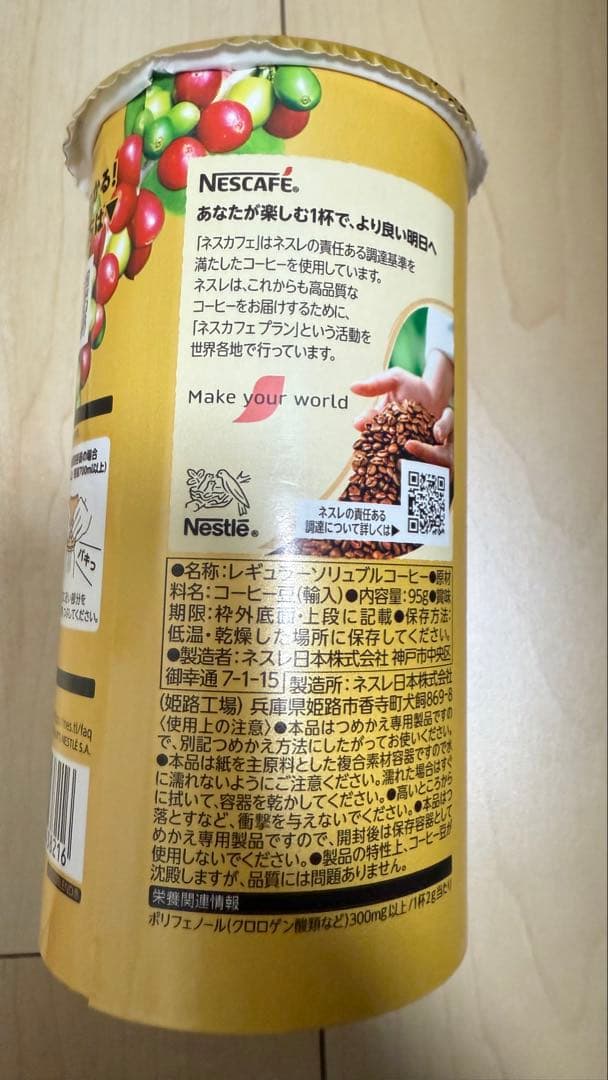 る!
NESCAFÉ®
あなたが楽しむ1杯で、より良い明日へ
「ネスカフェ」はネスレの責任ある調達基準を
満たしたコーヒーを使用しています。
ネスレは、これからも高品質な
コーヒーをお届けするために、
「ネスカフェ プラン」という活動を
世界各地で行っています。
Make your world
Nestlé®
ネスレの責任ある
調達について詳しくは▶
の場合
700ml以上)
パキっ
部分を
ください。
●名称:レギュラーソリュブルコーヒー●原材
料名:コーヒー豆(輸入)●内容量:95g●賞味
期限:枠外底面・上段に記載●保存方法:
低温・乾燥した場所に保存してください。
●製造者:ネスレ日本株式会社 神戸市中央区
御幸通 7-1-15 製造所:ネスレ日本株式会社
(姫路工場) 兵庫県姫路市香寺町犬飼869-8
〈使用上の注意〉●本品はつめかえ専用製品ですの
で、別記つめかえ方法にしたがってお使いください。
●本品は紙を主原料とした複合素材容器ですので水
に濡れないようにご注意ください。濡れた場合はすぐ
に拭いて、容器を乾かしてください。●高いところから
落とすなど、衝撃を与えないでください。●本品はつ
めかえ専用製品ですので、開封後は保存容器として
使用しないでください。●製品の特性上、コーヒー豆が
沈殿しますが、品質には問題ありません。
栄養関連情報
ポリフェノール(クロロゲン酸類など)300mg以上/1杯2g当たり
nes.tl/faq
NESTLÉ S.A.
216